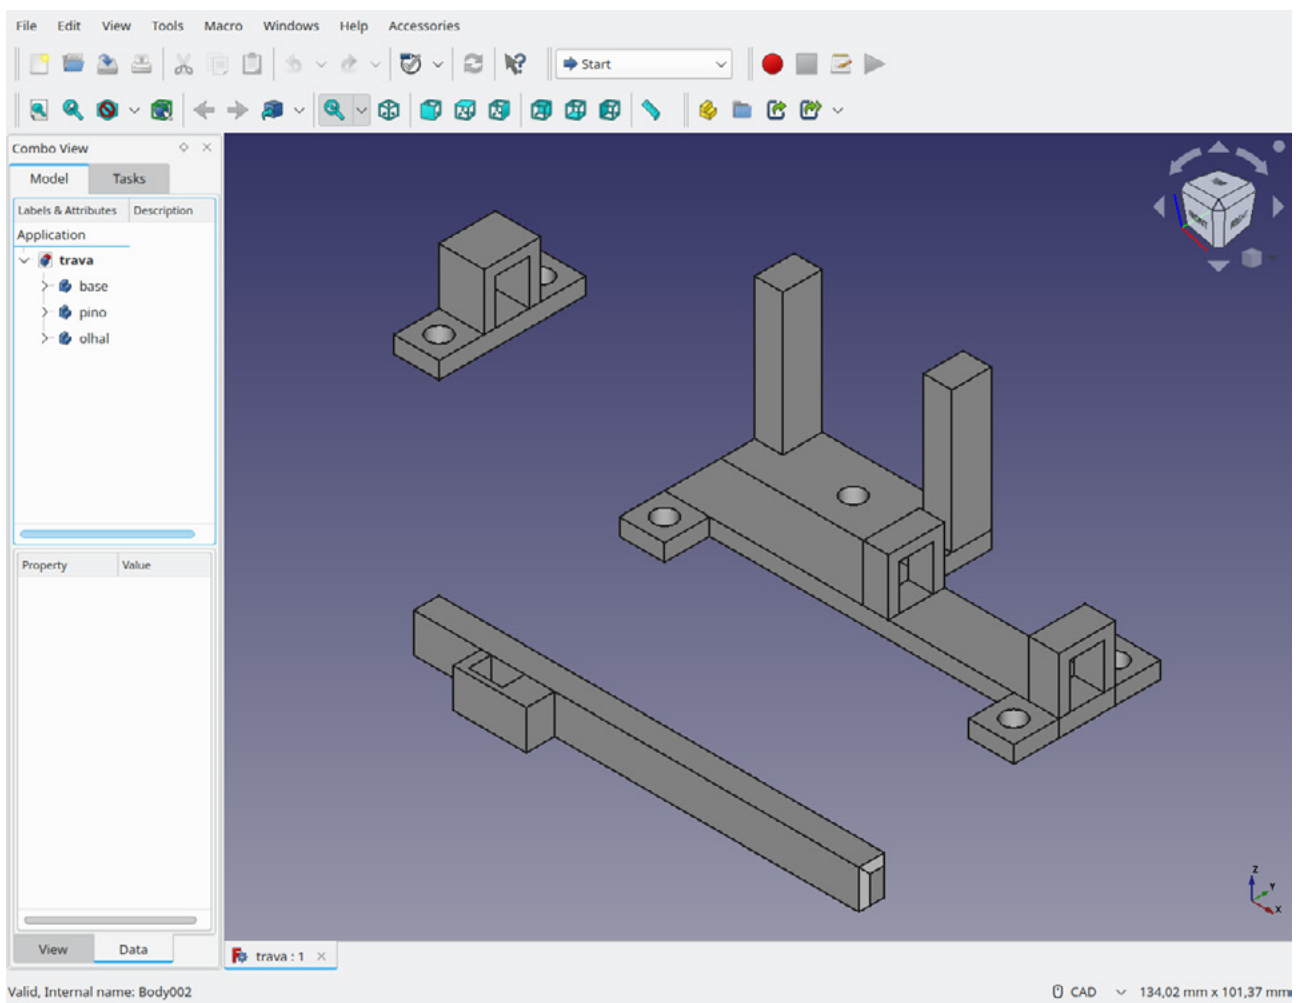 File Edit View Tools Macro Windows Help Accessories
Start
Combo View
Model Tasks
Labels & Attributes Description
Application
trava
base
pino
olhal
Property Value
View Data
trava : 1
Z
Y
X
Valid, Internal name: Body002
CAD 134,02 mm x 101,37 mm